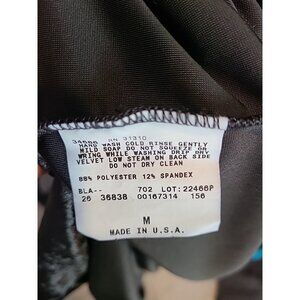 34586 RN 31310
HAND WASH COLD RINSE GENTLY
MILD SOAP DO NOT SQUEEZE OR
WRING WHILE WASHING DRIP DRY
VELVET LOW STEAM ON BACK SIDE
DO NOT DRY CLEAN
88% POLYESTER 12% SPANDEX
BLA-- 702 LOT:22466P
26 36838 00167314 156
M
MADE IN U.S.A.